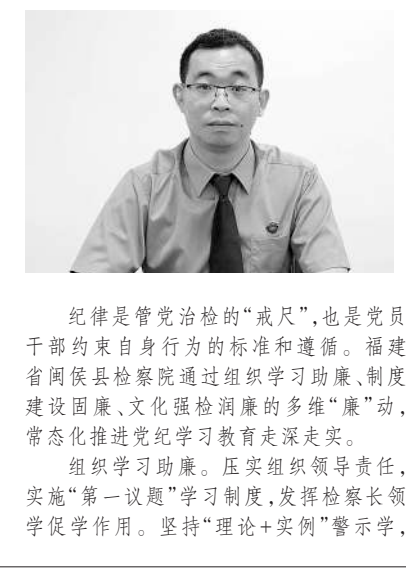 纪律是管党治检的“戒尺”,也是党员
干部约束自身行为的标准和遵循。福建
省闽侯县检察院通过组织学习助廉、制度
建设固廉、文化强检润廉的多维“廉”动,
常态化推进党纪学习教育走深走实。
组织学习助廉。压实组织领导责任,
实施“第一议题”学习制度,发挥检察长领
学促学作用。坚持“理论+实例”警示学,